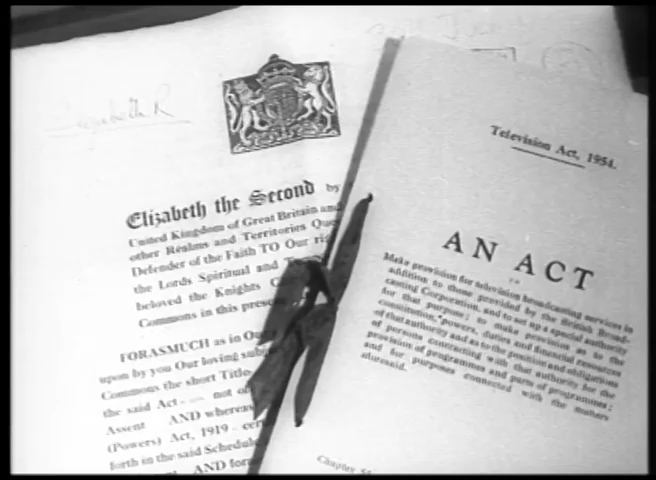 Elizabeth R
Elizabeth the Second by
United Kingdom of Great Britain and
other Realms and Territories Que
Defender of the Faith TO Our ri
the Lords Spiritual and
beloved the Knights
Commons in this present
FORASMUCH as in Our
upon by you Our loving subj
Commons the short Title
the said Act - - not
Assent AND whereas
(Powers) Act, 1919
forth in the said Schedule
AND for
Television Act, 1954.
AN ACT
TO
Make provision for television broadcasting services in
addition to those provided by the British Broad-
casting Corporation, and to set up a special authority
for that purpose; to make provision as to the
constitution, powers, duties and financial resources
of that authority and as to the position and obligations
of persons contracting with that authority for the
provision of programmes and parts of programmes;
and for purposes connected with the matters
aforesaid.
Chapter 55